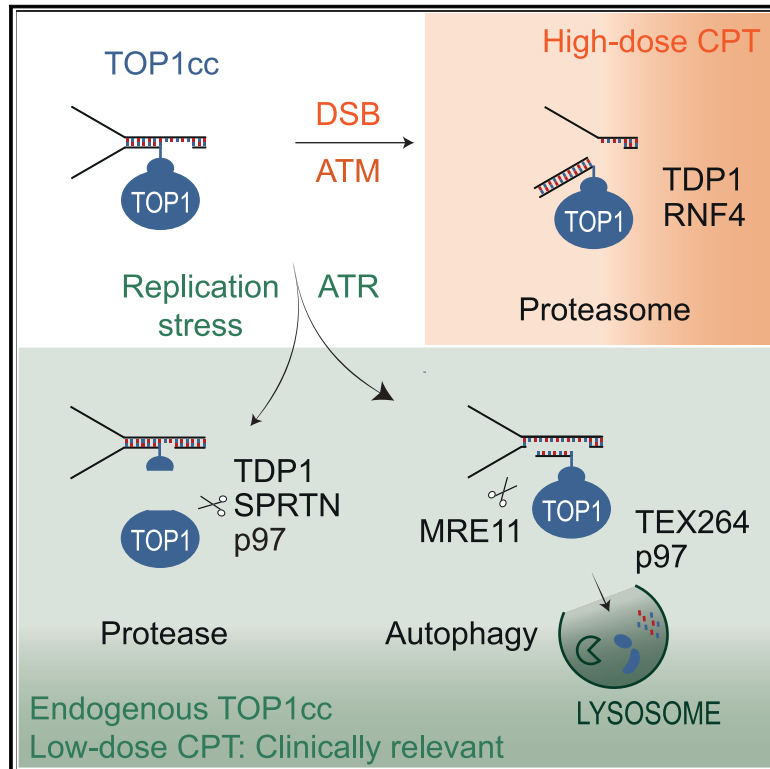 TOP1cc
TOP1
DSB
ATM
High-dose CPT
TOP1
TDP1
RNF4
Proteasome
Replication
stress
ATR
TOP1
TDP1
SPRTN
p97
Protease
MRE11
TOP1
TEX264
p97
Autophagy
LYSOSOME
Endogenous TOP1cc
Low-dose CPT: Clinically relevant